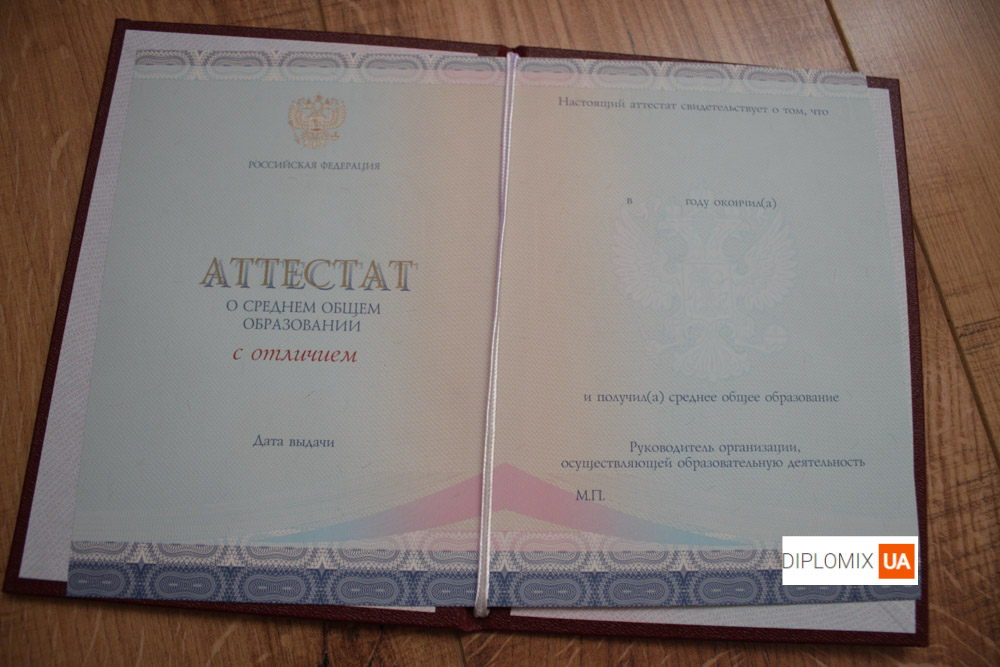 РОССИЙСКАЯ ФЕДЕРАЦИЯ
АТТЕСТАТ
О СРЕДНЕМ ОБЩЕМ
ОБРАЗОВАНИИ
с отличием
Дата выдачи
Настоящий аттестат свидетельствует о том, что
в году окончил(а)
и получил(а) среднее общее образование
Руководитель организации,
осуществляющей образовательную деятельность
М.П.
DIPLOMIX UA